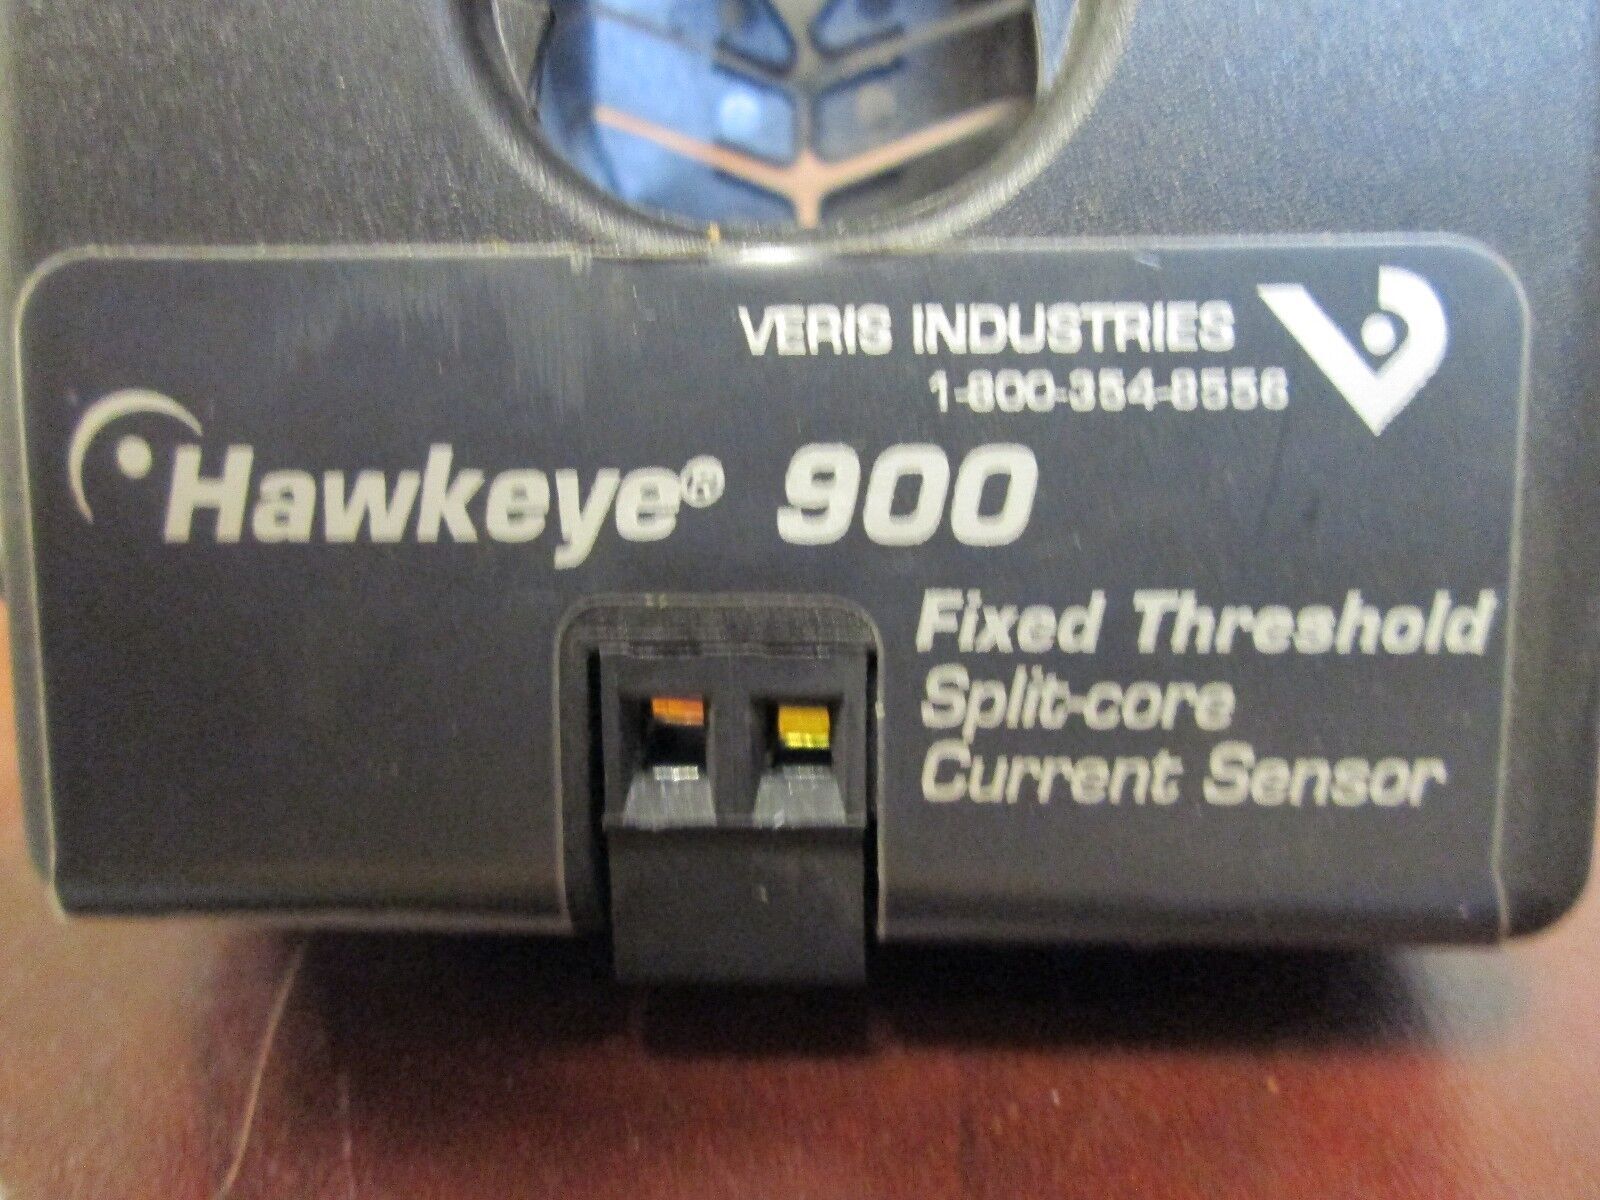 VERIS INDUSTRIES
1-800-354-8556
Hawkeye® 900
Fixed Threshold
Split-core
Current Sensor